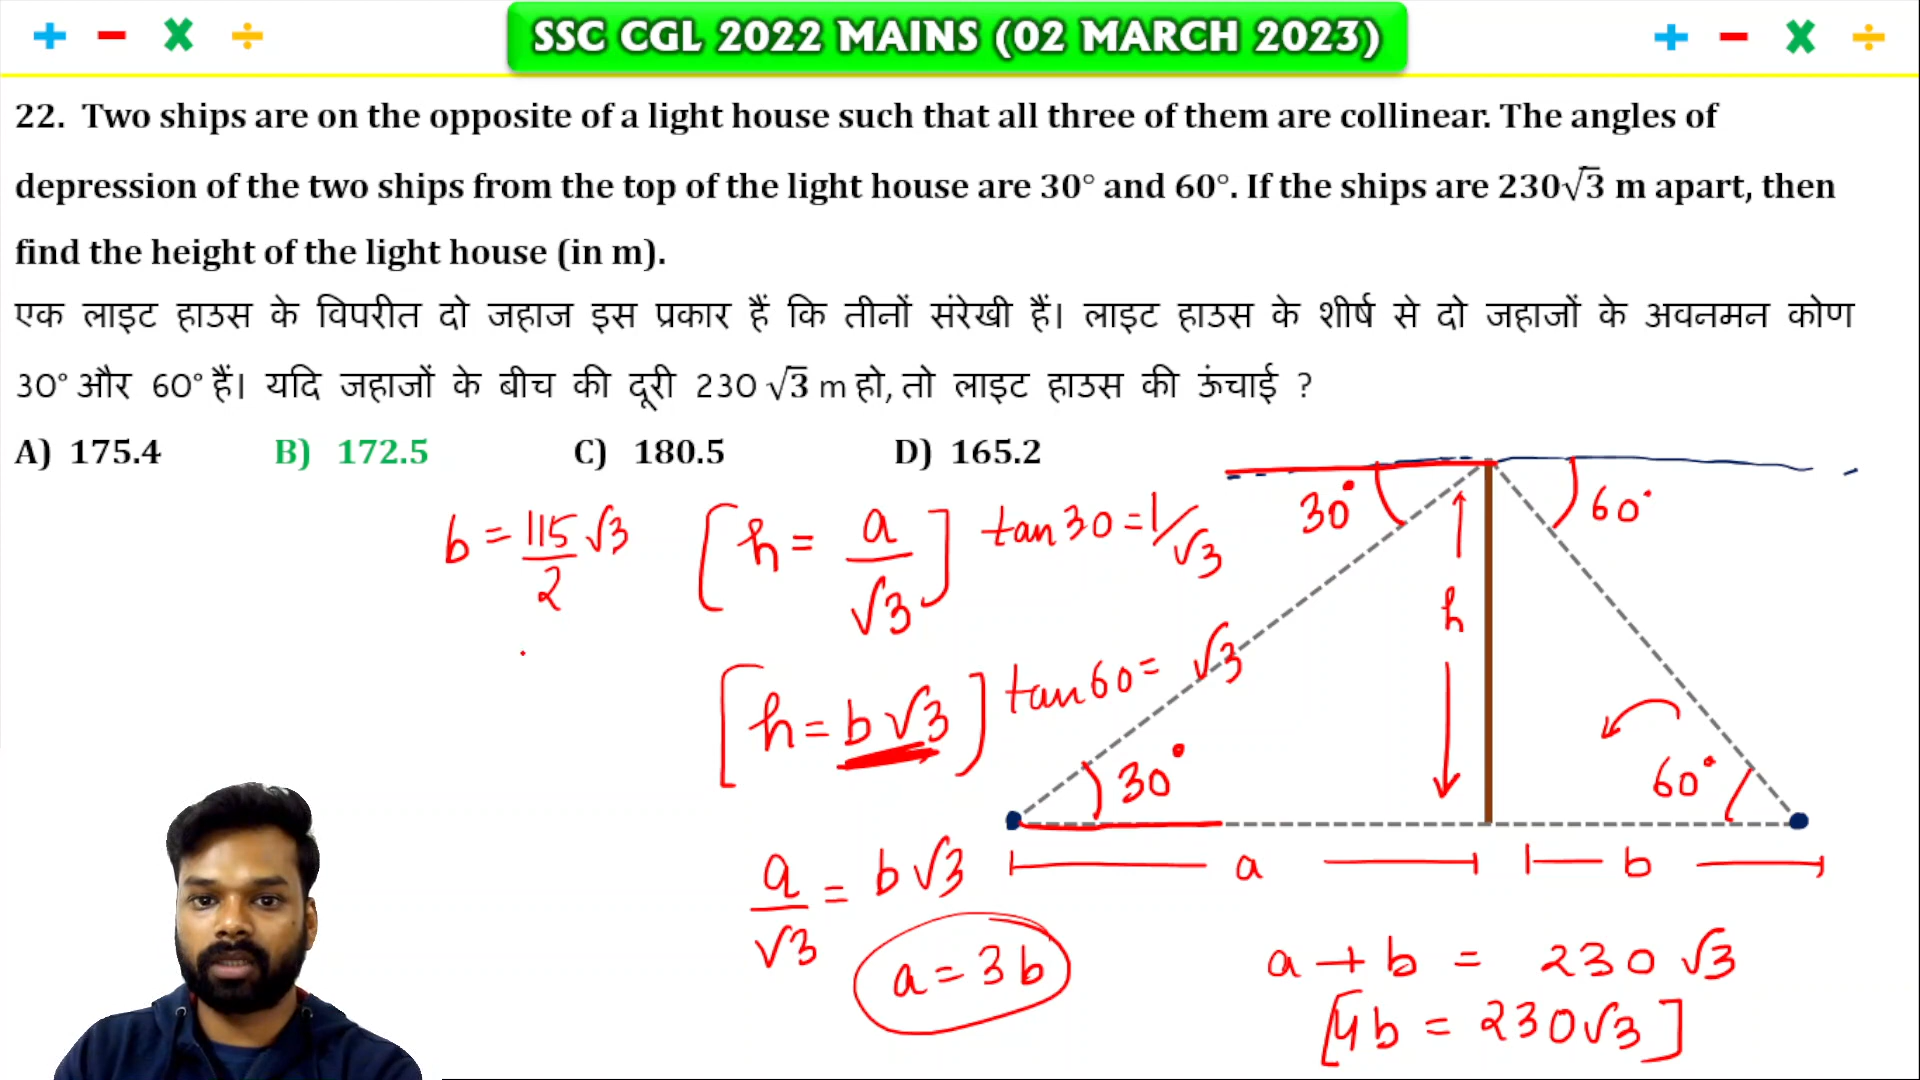 SSC CGL 2022 MAINS (02 MARCH 2023)
22. Two ships are on the opposite of a light house such that all three of them are collinear. The angles of
depression of the two ships from the top of the light house are 30° and 60°. If the ships are 230√3 m apart, then
find the height of the light house (in m).
एक लाइट हाउस के विपरीत दो जहाज इस प्रकार हैं कि तीनों संरेखी हैं। लाइट हाउस के शीर्ष से दो जहाजों के अवनमन कोण
30° और 60° हैं। यदि जहाजों के बीच की दूरी 230 √3 m हो, तो लाइट हाउस की ऊंचाई ?
A) 175.4 B) 172.5 C) 180.5 D) 165.2
b = 115/2 √3
[h = a/√3] tan 30 = 1/√3
30°
60°
h
[h = b√3] tan 60 = √3
30°
60°
a/√3 = b√3
a
b
a = 3b
a + b = 230√3
[4b = 230√3]